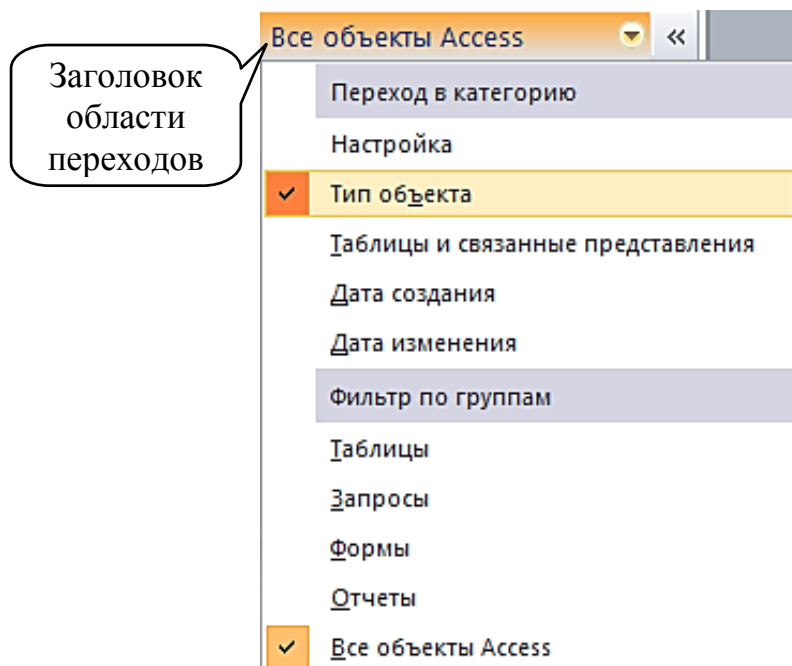 Все объекты Access
Заголовок
области
переходов
Переход в категорию
Настройка
Тип объекта
Таблицы и связанные представления
Дата создания
Дата изменения
Фильтр по группам
Таблицы
Запросы
Формы
Отчеты
Все объекты Access